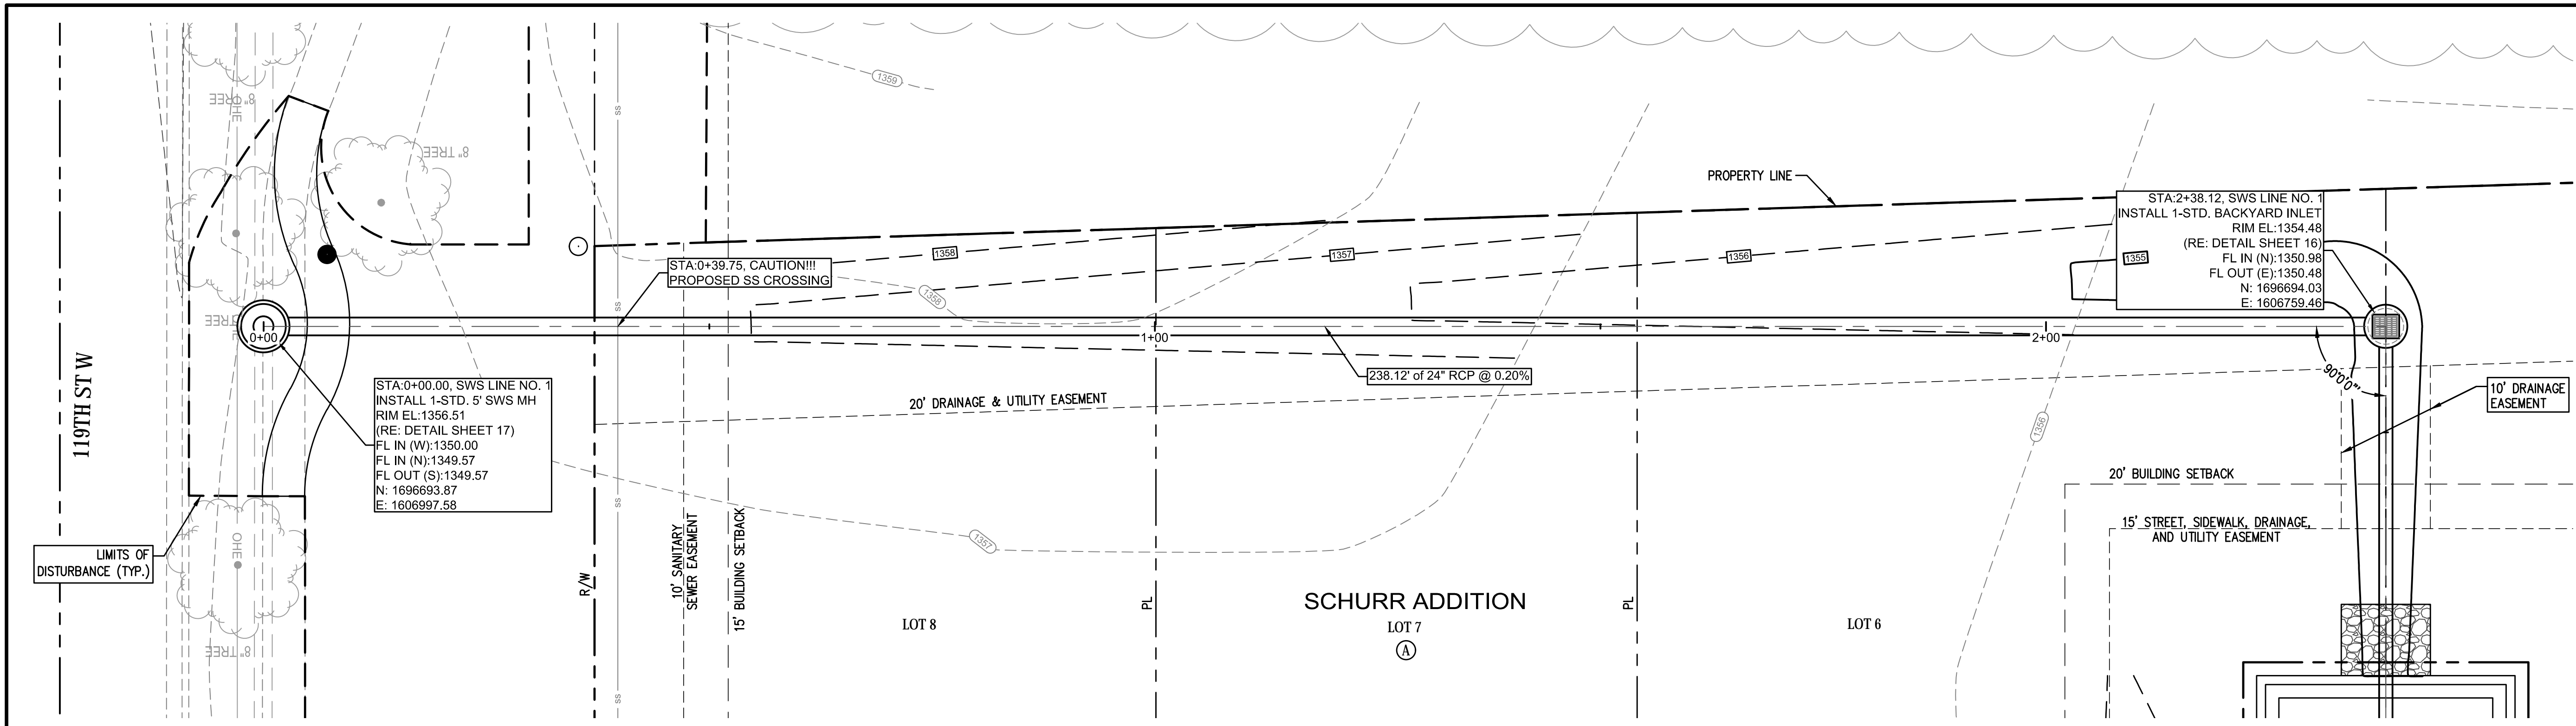 1359
8" TREE
OHE
8" TREE
PROPERTY LINE
SS
STA:2+38.12, SWS LINE NO. 1
INSTALL 1-STD. BACKYARD INLET
RIM EL:1354.48
(RE: DETAIL SHEET 16)
FL IN (N):1350.98
FL OUT (E):1350.48
N: 1696694.03
E: 1606759.46
1355
1358
1357
1356
STA:0+39.75, CAUTION!!!
PROPOSED SS CROSSING
1358
SS
8" TREE
OHE
0+00
1+00
2+00
119TH ST W
STA:0+00.00, SWS LINE NO. 1
INSTALL 1-STD. 5' SWS MH
RIM EL:1356.51
(RE: DETAIL SHEET 17)
FL IN (W):1350.00
FL IN (N):1349.57
FL OUT (S):1349.57
N: 1696693.87
E: 1606997.58
238.12' of 24" RCP @ 0.20%
90°0'0"
10' DRAINAGE
EASEMENT
20' DRAINAGE & UTILITY EASEMENT
1356
20' BUILDING SETBACK
15' STREET, SIDEWALK, DRAINAGE,
AND UTILITY EASEMENT
SS
1357
OHE
LIMITS OF
DISTURBANCE (TYP.)
R/W
10' SANITARY
SEWER EASEMENT
15' BUILDING SETBACK
PL
PL
SCHURR ADDITION
LOT 8
LOT 7
LOT 6
A
8" TREE
SS